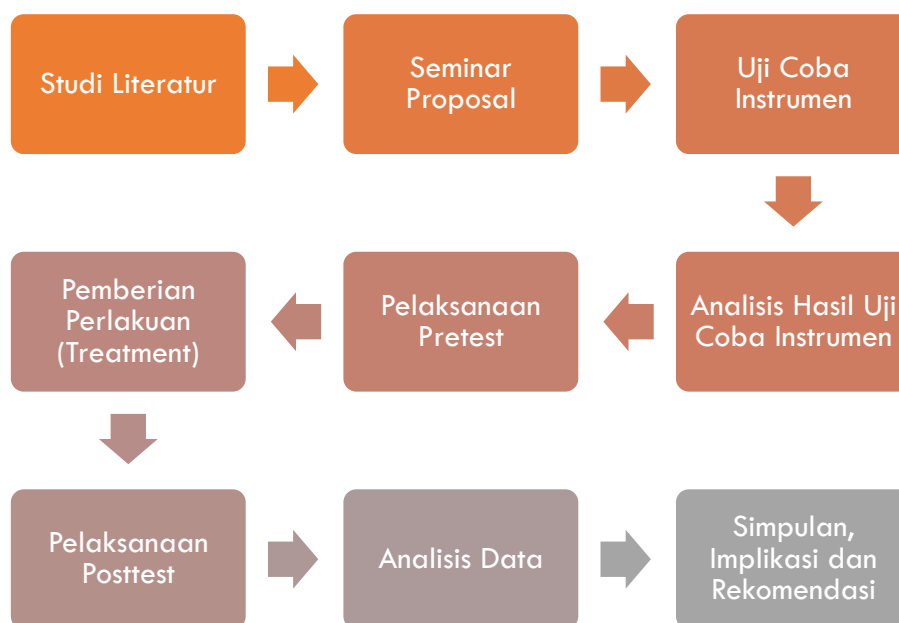 Studi Literatur
Seminar
Proposal
Uji Coba
Instrumen
Analisis Hasil Uji
Coba Instrumen
Pelaksanaan
Pretest
Pemberian
Perlakuan
(Treatment)
Pelaksanaan
Posttest
Analisis Data
Simpulan,
Implikasi dan
Rekomendasi